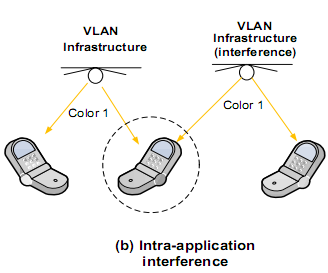 VLAN
Infrastructure
VLAN
Infrastructure
(interference)
Color 1
Color 1
(b) Intra-application
interference